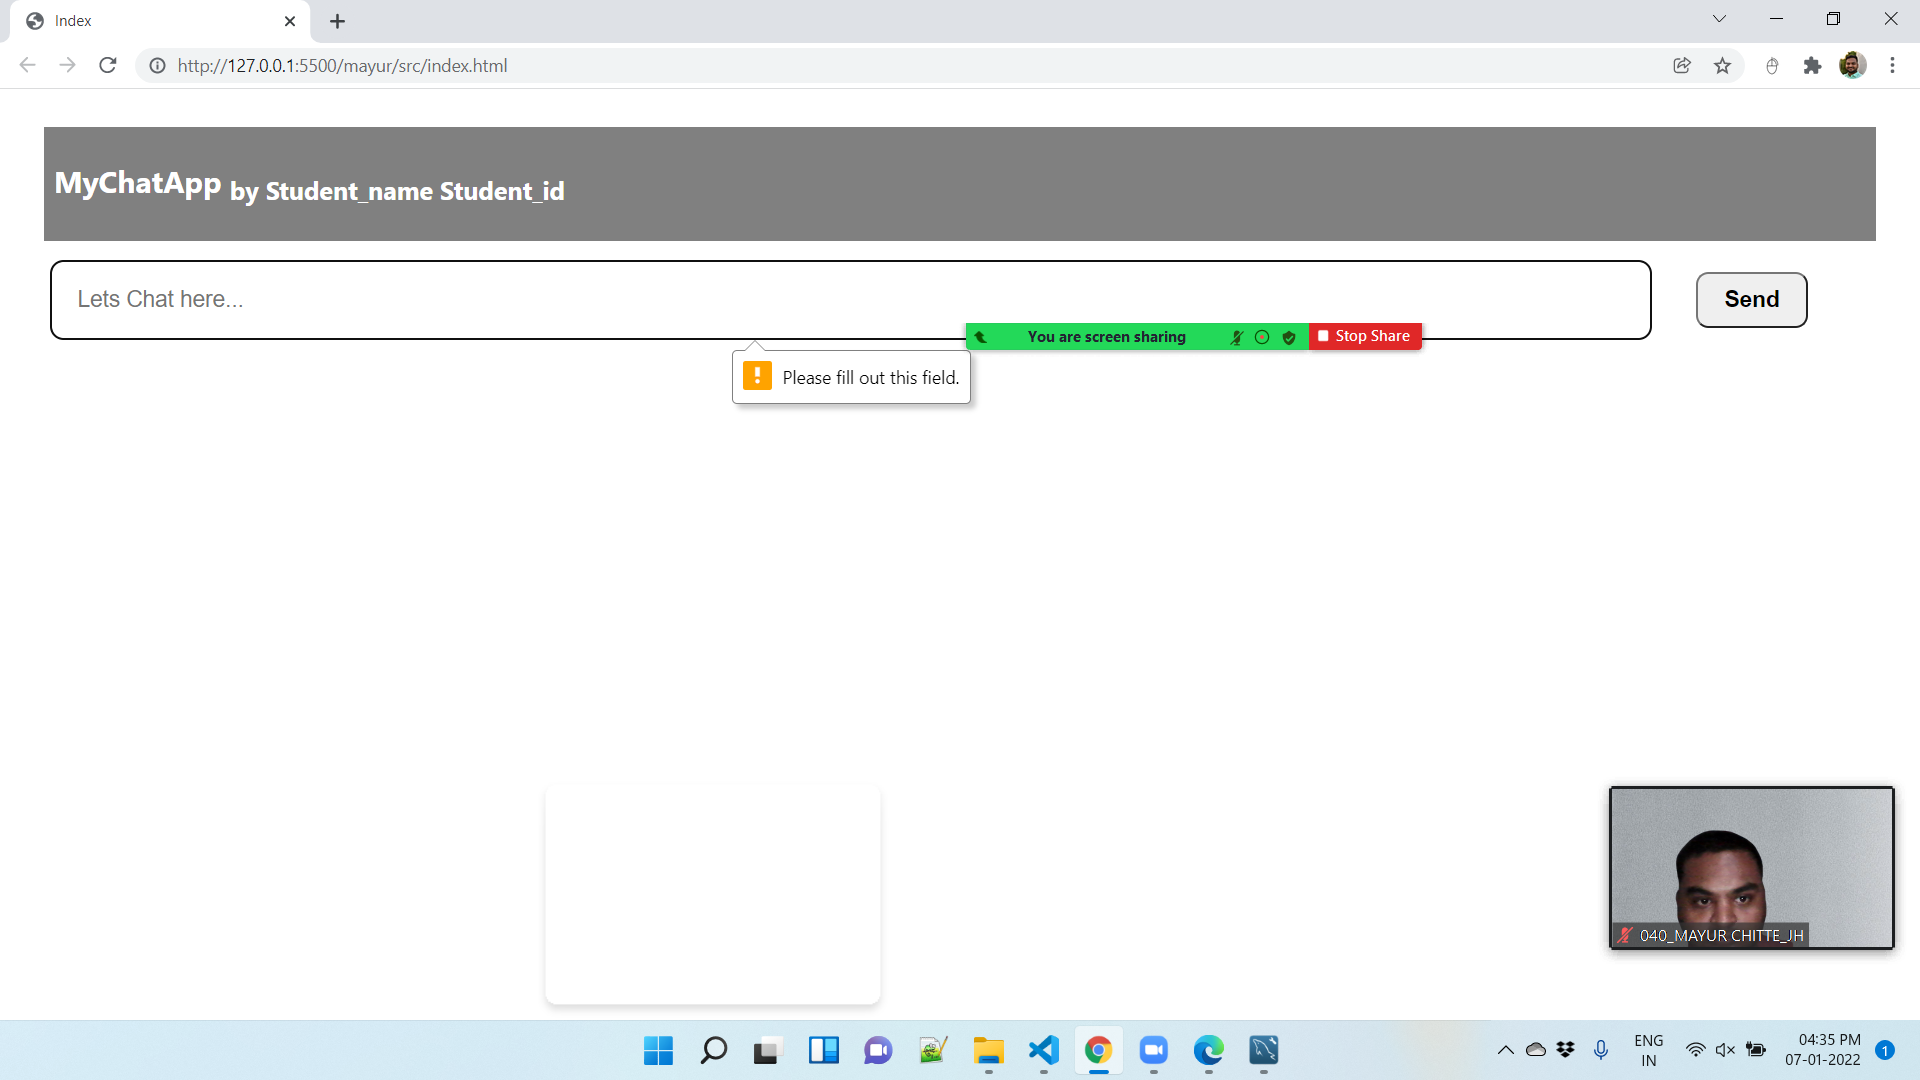 Index
http://127.0.0.1:5500/mayur/src/index.html
MyChatApp by Student_name Student_id
Lets Chat here...
Send
You are screen sharing
Stop Share
Please fill out this field.
040_MAYUR CHITTE_JH
ENG
IN
04:35 PM
07-01-2022
1